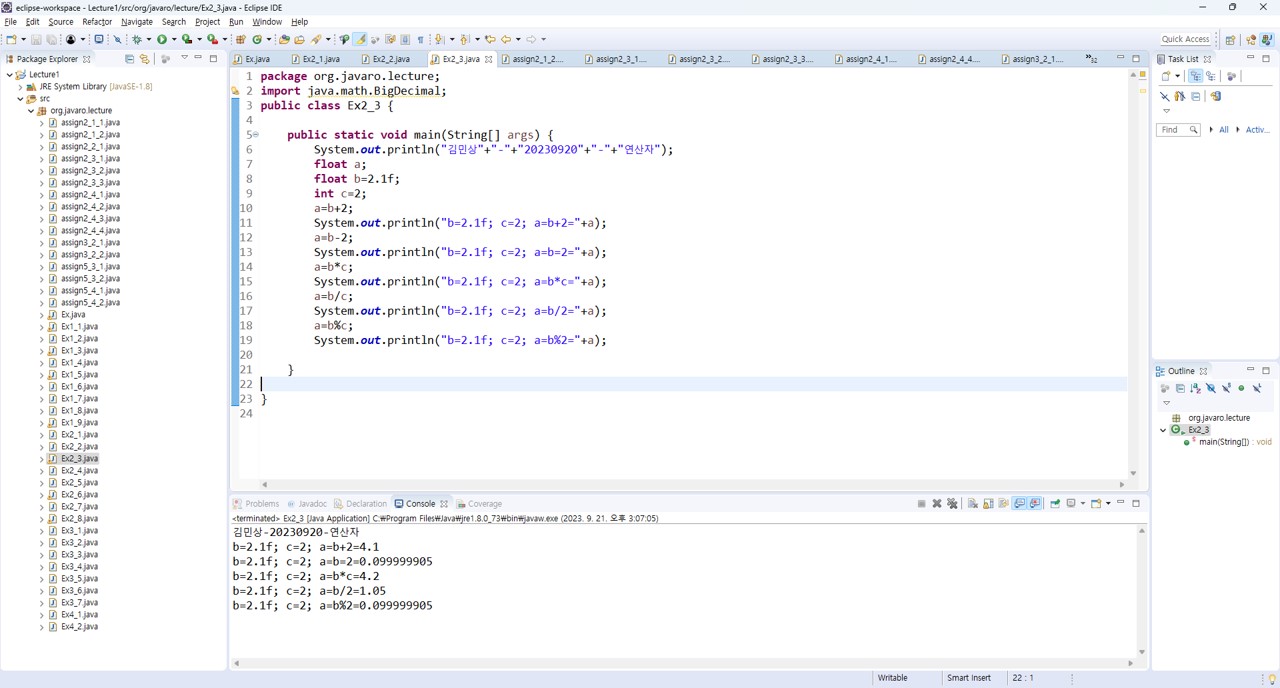 eclipse-workspace - Lecture1/src/org/javaro/lecture/Ex2_3.java - Eclipse IDE
File Edit Source Refactor Navigate Search Project Run Window Help
Quick Access
Package Explorer
Lecture1
JRE System Library [JavaSE-1.8]
src
org.javaro.lecture
assign2_1_1.java
assign2_1_2.java
assign2_2_1.java
assign2_3_1.java
assign2_3_2.java
assign2_3_3.java
assign2_4_1.java
assign2_4_2.java
assign2_4_3.java
assign2_4_4.java
assign3_2_1.java
assign3_2_2.java
assign5_3_1.java
assign5_3_2.java
assign5_4_1.java
assign5_4_2.java
Ex.java
Ex1_1.java
Ex1_2.java
Ex1_3.java
Ex1_4.java
Ex1_5.java
Ex1_6.java
Ex1_7.java
Ex1_8.java
Ex1_9.java
Ex2_1.java
Ex2_2.java
Ex2_3.java
Ex2_4.java
Ex2_5.java
Ex2_6.java
Ex2_7.java
Ex2_8.java
Ex3_1.java
Ex3_2.java
Ex3_3.java
Ex3_4.java
Ex3_5.java
Ex3_6.java
Ex3_7.java
Ex4_1.java
Ex4_2.java
Ex.java Ex2_1.java Ex2_2.java Ex2_3.java assign2_1_2.... assign2_3_1.... assign2_3_2.... assign2_3_3.... assign2_4_1.... assign2_4_4.... assign3_2_1.... »32
1 package org.javaro.lecture;
2 import java.math.BigDecimal;
3 public class Ex2_3 {
4
5 public static void main(String[] args) {
6 System.out.println("김민상"+"-"+"20230920"+"-"+"연산자");
7 float a;
8 float b=2.1f;
9 int c=2;
10 a=b+2;
11 System.out.println("b=2.1f; c=2; a=b+2="+a);
12 a=b-2;
13 System.out.println("b=2.1f; c=2; a=b=2="+a);
14 a=b*c;
15 System.out.println("b=2.1f; c=2; a=b*c="+a);
16 a=b/c;
17 System.out.println("b=2.1f; c=2; a=b/2="+a);
18 a=b%c;
19 System.out.println("b=2.1f; c=2; a=b%2="+a);
20
21 }
22
23 }
24
Problems Javadoc Declaration Console Coverage
<terminated> Ex2_3 [Java Application] C:₩Program Files₩Java₩jre1.8.0_73₩bin₩javaw.exe (2023. 9. 21. 오후 3:07:05)
김민상-20230920-연산자
b=2.1f; c=2; a=b+2=4.1
b=2.1f; c=2; a=b=2=0.099999905
b=2.1f; c=2; a=b*c=4.2
b=2.1f; c=2; a=b/2=1.05
b=2.1f; c=2; a=b%2=0.099999905
Task List
Find All Activ...
Outline
org.javaro.lecture
Ex2_3
main(String[]) : void
Writable Smart Insert 22 : 1